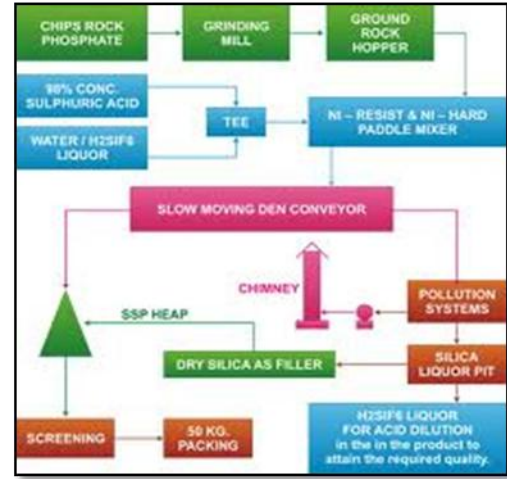 CHIPS ROCK
PHOSPHATE
GRINDING
MILL
GROUND
ROCK
HOPPER
98% CONC.
SULPHURIC ACID
WATER / H2SIF6
LIQUOR
TEE
NI – RESIST & NI – HARD
PADDLE MIXER
SLOW MOVING DEN CONVEYOR
CHIMNEY
POLLUTION
SYSTEMS
SSP HEAP
DRY SILICA AS FILLER
SILICA
LIQUOR PIT
SCREENING
50 KG.
PACKING
H2SIF6 LIQUOR
FOR ACID DILUTION
in the in the product to
attain the required quality.